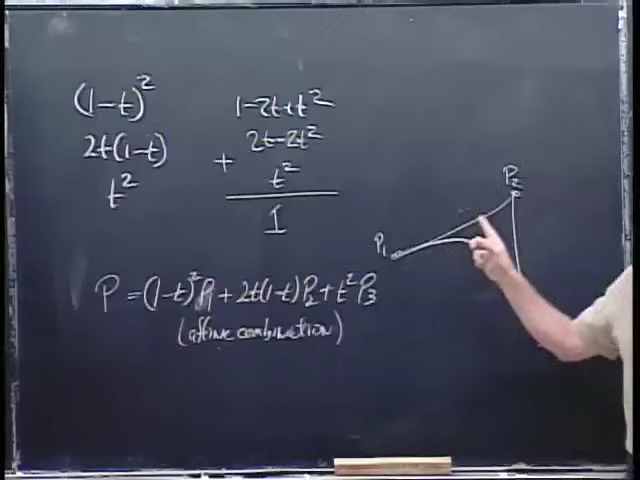 (1-t)²
2t(1-t)
t²
1-2t+t²
2t-2t²
+ t²
1
P = (1-t)²P₁ + 2t(1-t)P₂ + t²P₃
(affine combination)
P₂
P₁